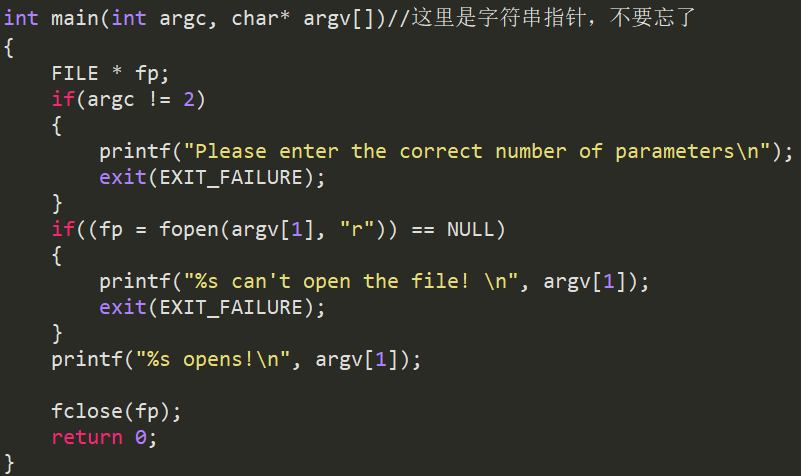 int main(int argc, char* argv[])//这里是字符串指针，不要忘了
{
    FILE * fp;
    if(argc != 2)
    {
        printf("Please enter the correct number of parameters\n");
        exit(EXIT_FAILURE);
    }
    if((fp = fopen(argv[1], "r")) == NULL)
    {
        printf("%s can't open the file! \n", argv[1]);
        exit(EXIT_FAILURE);
    }
    printf("%s opens!\n", argv[1]);

    fclose(fp);
    return 0;
}